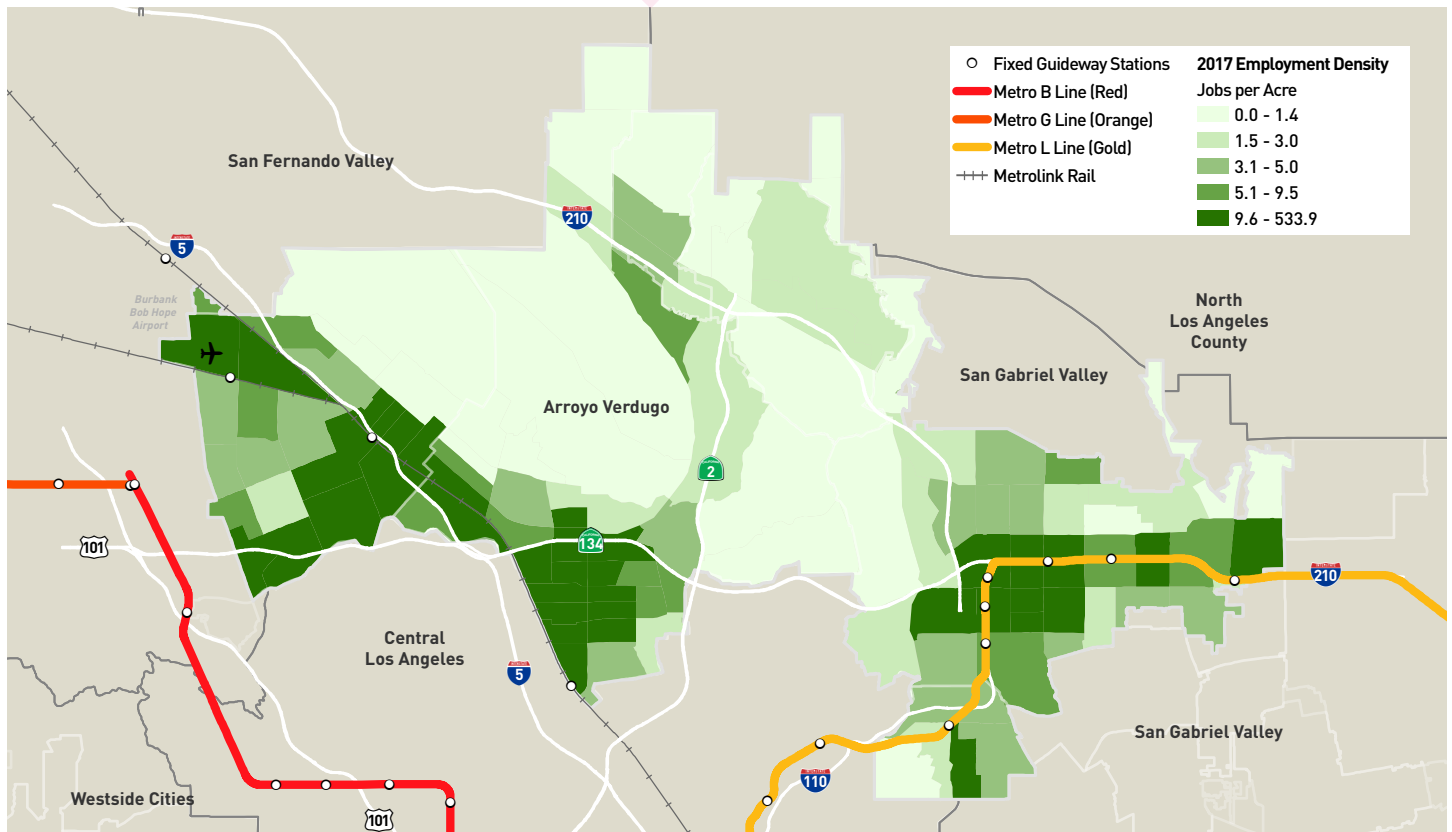 Fixed Guideway Stations
Metro B Line (Red)
Metro G Line (Orange)
Metro L Line (Gold)
Metrolink Rail
2017 Employment Density
Jobs per Acre
0.0 - 1.4
1.5 - 3.0
3.1 - 5.0
5.1 - 9.5
9.6 - 533.9
San Fernando Valley
210
5
Burbank
Bob Hope
Airport
North
Los Angeles
County
San Gabriel Valley
Arroyo Verdugo
2
101
134
210
Central
Los Angeles
5
San Gabriel Valley
110
Westside Cities
101